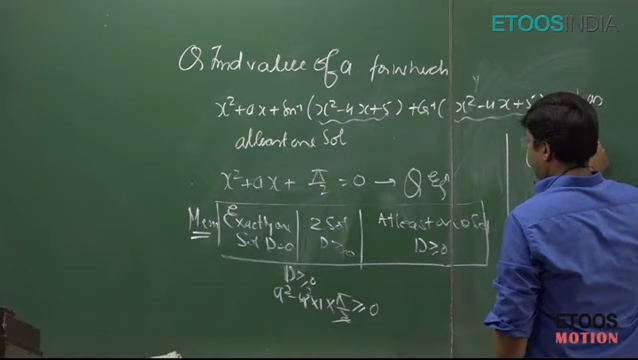 ETOOSINDIA
Q Find value of a for which
x² + ax + Sin⁻¹ (x² - 4x + 5) + Cos⁻¹ (x² - 4x + 5)
atleast one Sol
x² + ax + π/2 = 0 → Q Eqⁿ
Exactly one | 2 Sol | Atleast one Sol
Sol D=0 | D ≥ 0 | D ≥ 0
D ≥ 0
a² - 4 × 1 × π/2 ≥ 0
ETOOS
MOTION